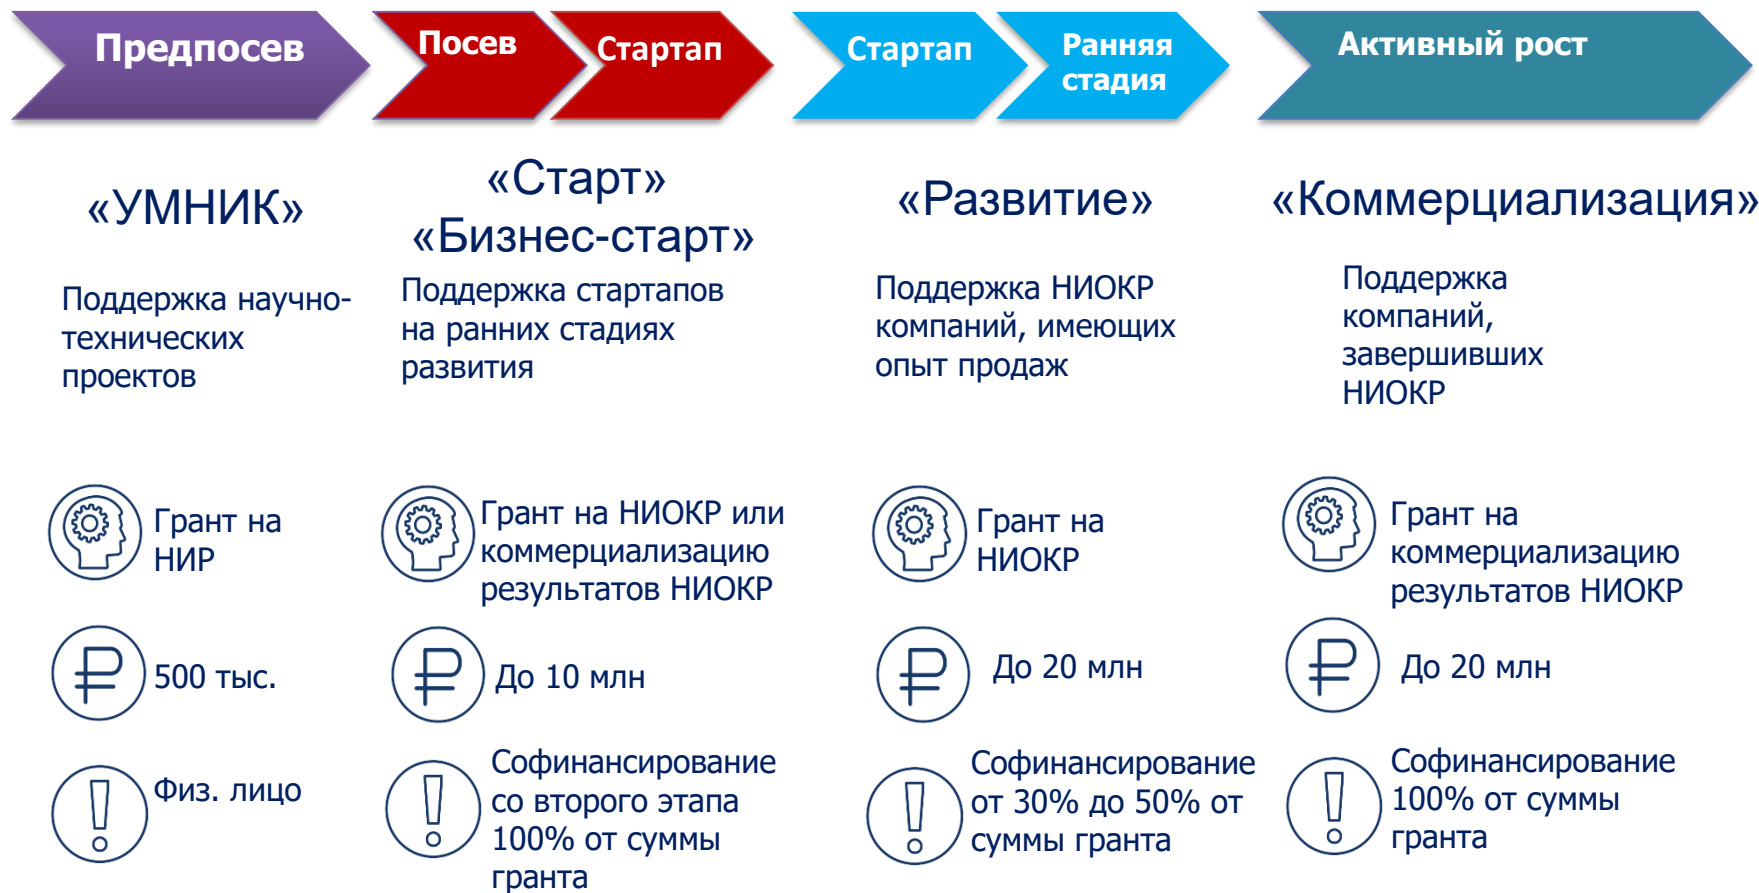 Предпосев
Посев
Стартап
Стартап
Ранняя
стадия
Активный рост
«УМНИК»
«Старт»
«Бизнес-старт»
«Развитие»
«Коммерциализация»
Поддержка научно-
технических
проектов
Поддержка стартапов
на ранних стадиях
развития
Поддержка НИОКР
компаний, имеющих
опыт продаж
Поддержка
компаний,
завершивших
НИОКР
Грант на
НИР
Грант на НИОКР или
коммерциализацию
результатов НИОКР
Грант на
НИОКР
Грант на
коммерциализацию
результатов НИОКР
500 тыс.
До 10 млн
До 20 млн
До 20 млн
Физ. лицо
Софинансирование
со второго этапа
100% от суммы
гранта
Софинансирование
от 30% до 50% от
суммы гранта
Софинансирование
100% от суммы
гранта